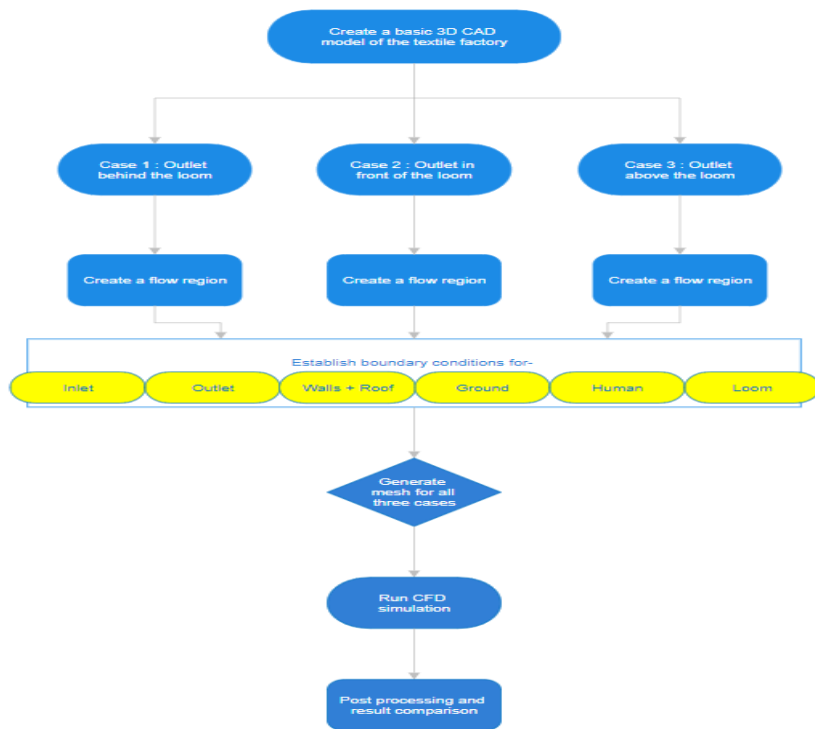 Create a basic 3D CAD
model of the textile factory
Case 1 : Outlet
behind the loom
Case 2 : Outlet in
front of the loom
Case 3 : Outlet
above the loom
Create a flow region
Create a flow region
Create a flow region
Establish boundary conditions for-
Inlet
Outlet
Walls + Roof
Ground
Human
Loom
Generate
mesh for all
three cases
Run CFD
simulation
Post processing and
result comparison